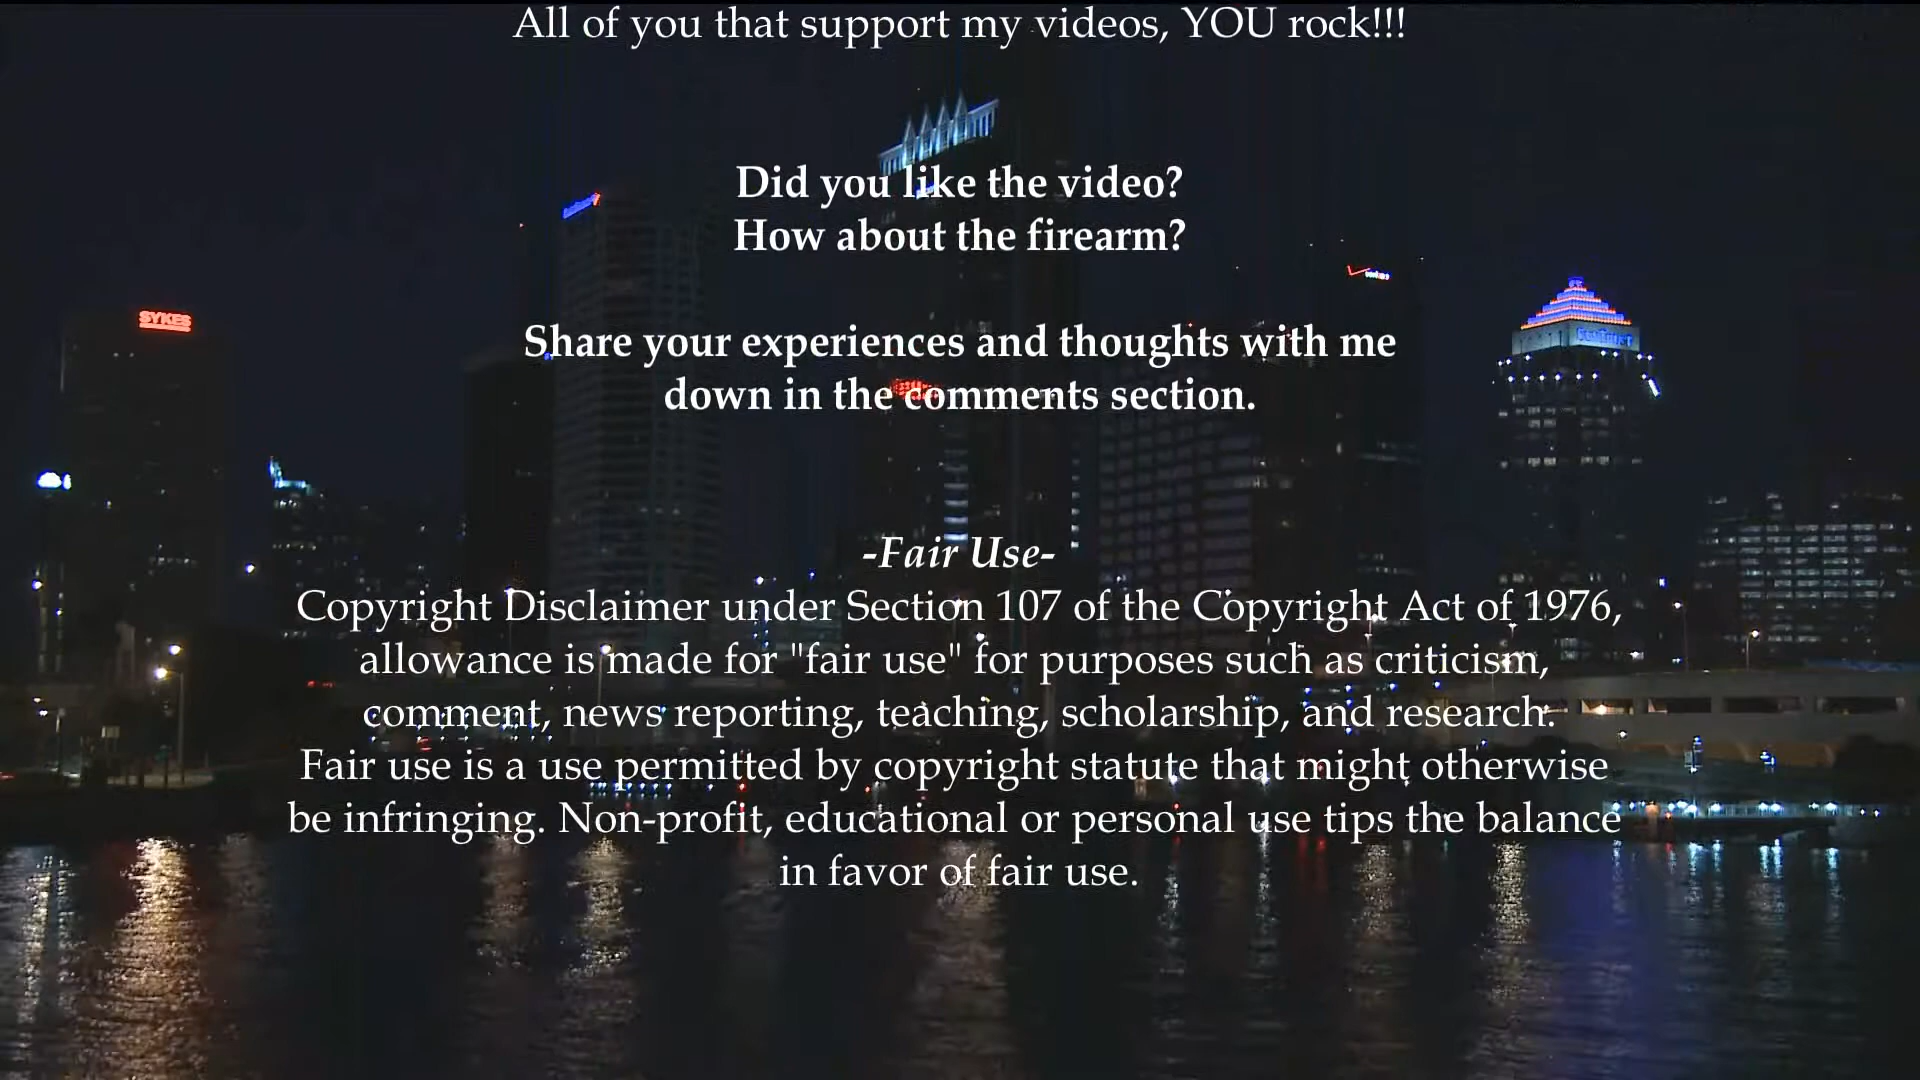 All of you that support my videos, YOU rock!!!
Did you like the video?
How about the firearm?
SYKES
Share your experiences and thoughts with me
down in the comments section.
-Fair Use-
Copyright Disclaimer under Section 107 of the Copyright Act of 1976,
allowance is made for "fair use" for purposes such as criticism,
comment, news reporting, teaching, scholarship, and research.
Fair use is a use permitted by copyright statute that might otherwise
be infringing. Non-profit, educational or personal use tips the balance
in favor of fair use.